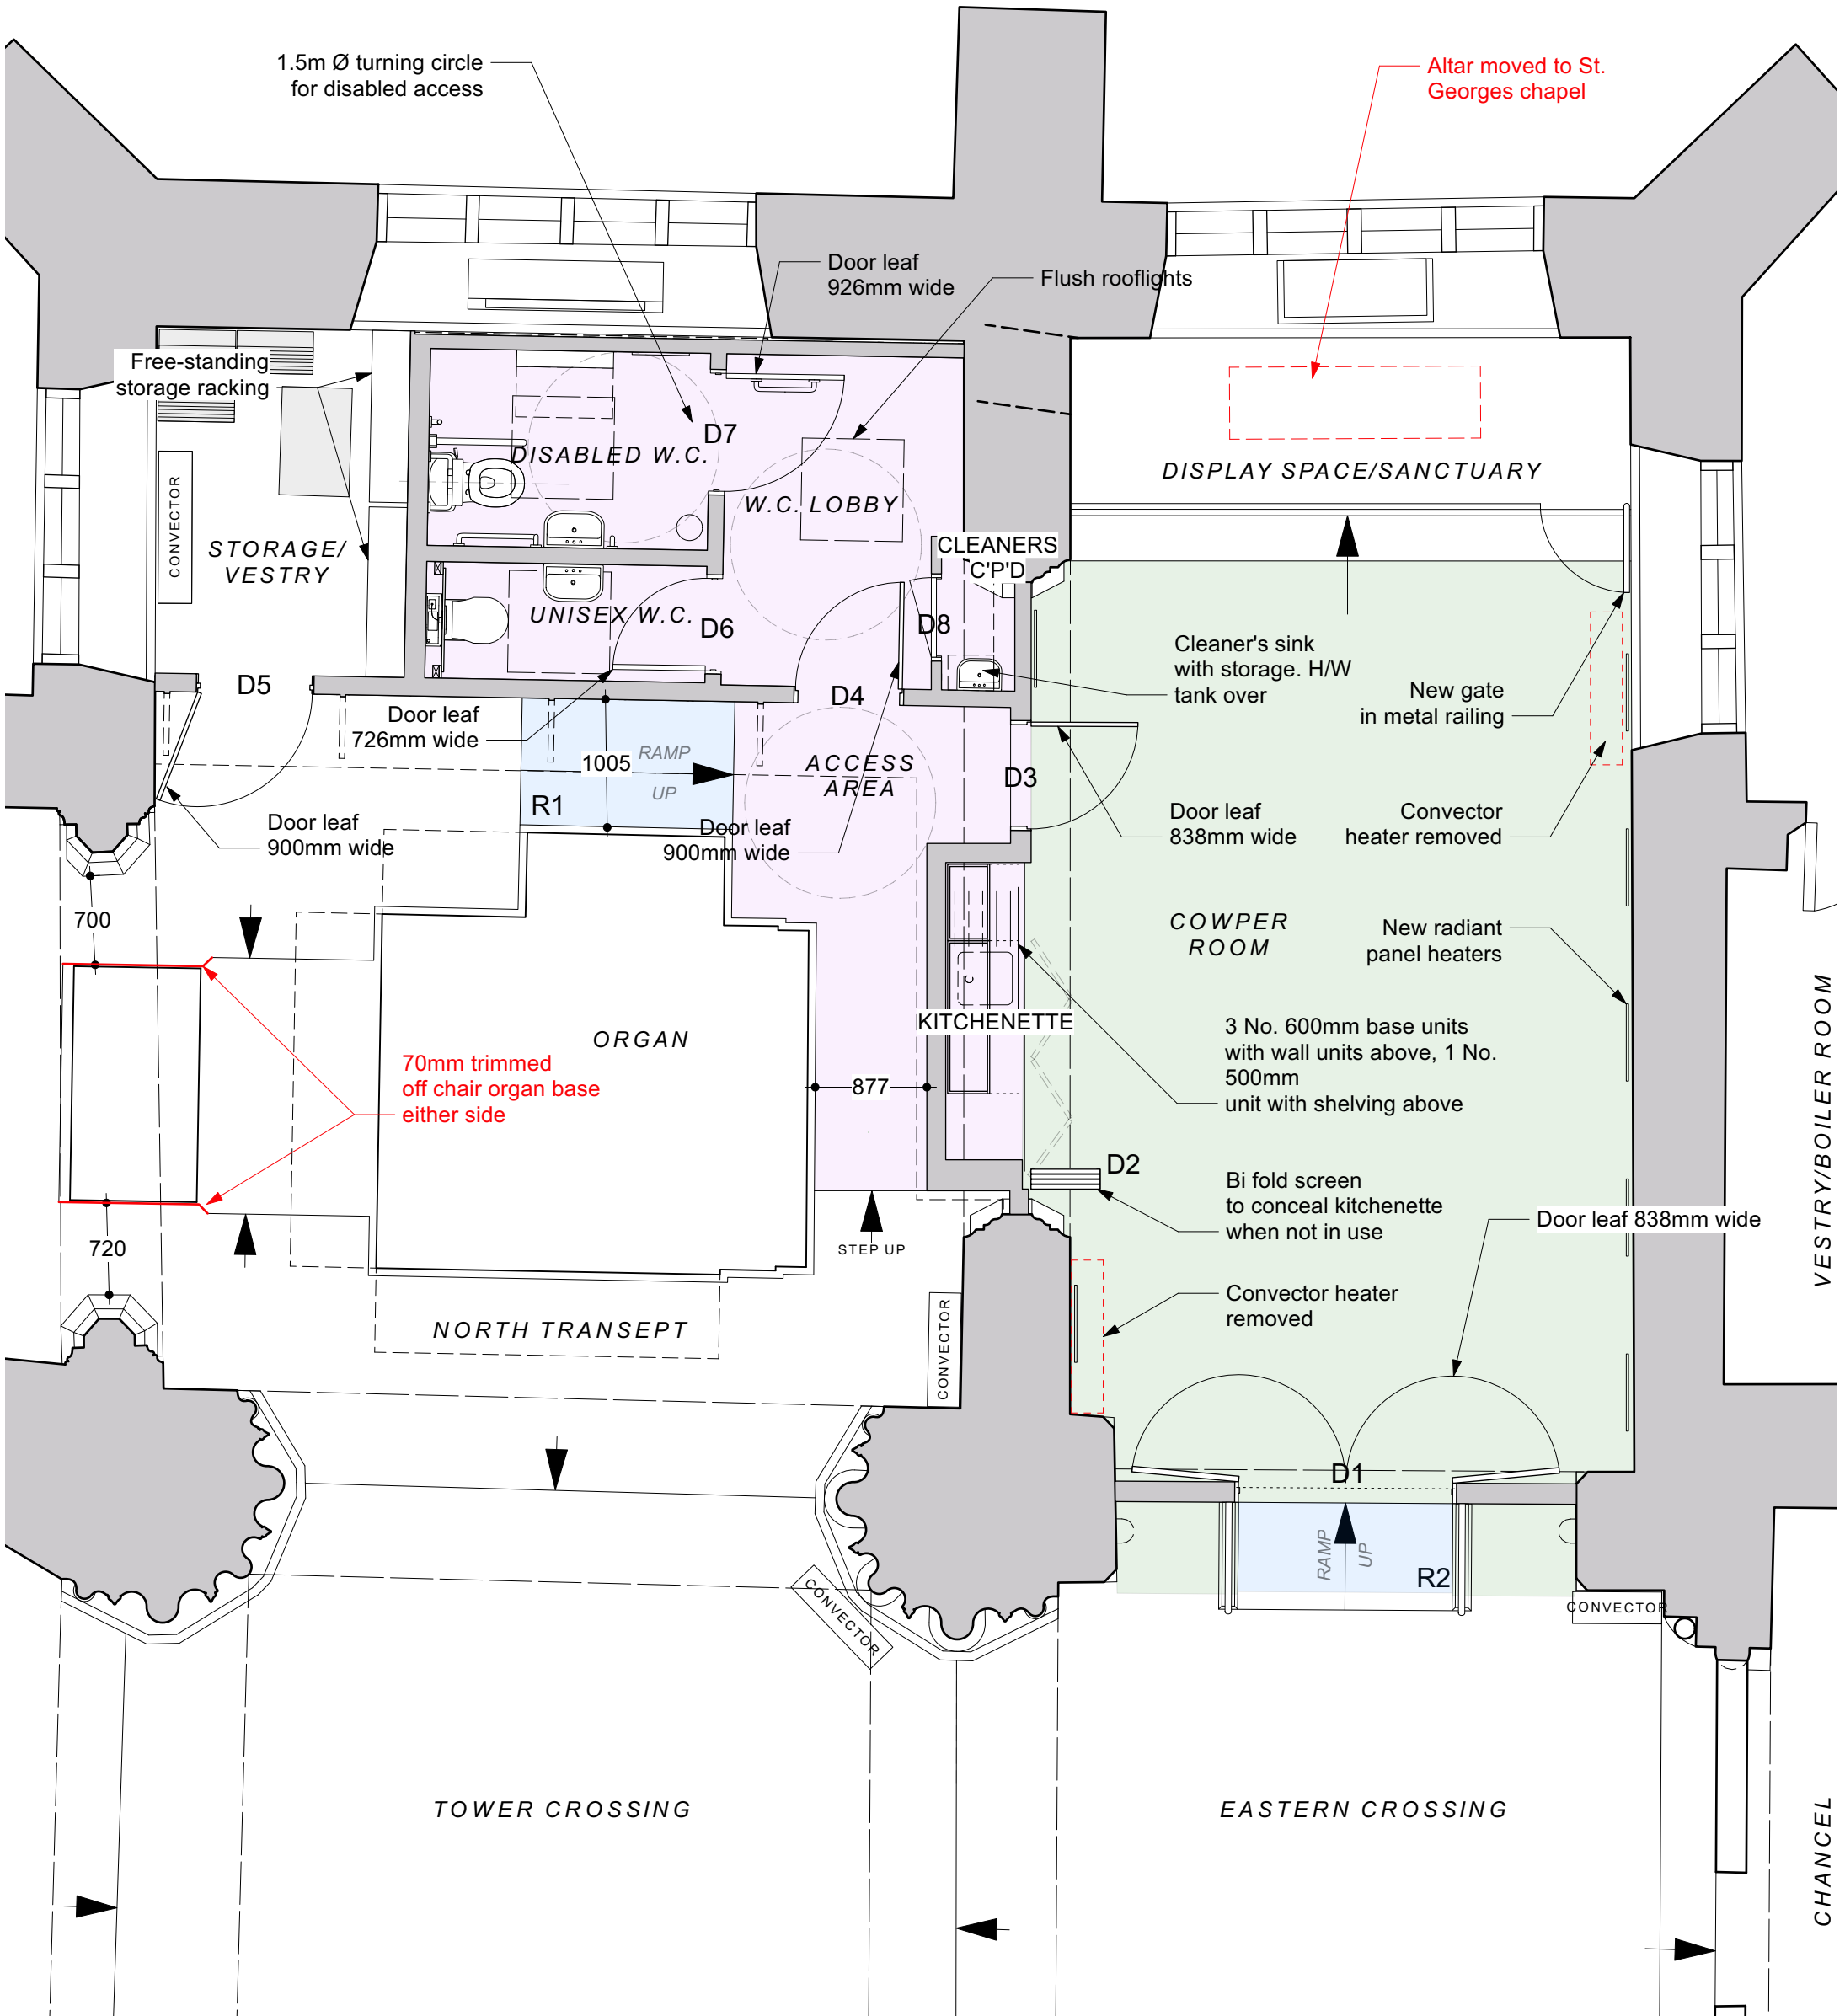 1.5m Ø turning circle
for disabled access
Altar moved to St.
Georges chapel
Door leaf
926mm wide
Flush rooflights
Free-standing
storage racking
D7
DISABLED W.C.
DISPLAY SPACE/SANCTUARY
W.C. LOBBY
CONVECTOR
STORAGE/
VESTRY
CLEANERS
C'P'D
UNISEX W.C.
D6
D8
Cleaner's sink
with storage. H/W
tank over
New gate
in metal railing
D5
D4
Door leaf
726mm wide
RAMP
UP
1005
R1
ACCESS
AREA
D3
Door leaf
900mm wide
Door leaf
900mm wide
Door leaf
838mm wide
Convector
heater removed
700
COWPER
ROOM
New radiant
panel heaters
ORGAN
KITCHENETTE
3 No. 600mm base units
with wall units above, 1 No.
500mm
unit with shelving above
VESTRY/BOILER ROOM
70mm trimmed
off chair organ base
either side
877
D2
Bi fold screen
to conceal kitchenette
when not in use
Door leaf 838mm wide
720
STEP UP
Convector heater
removed
NORTH TRANSEPT
CONVECTOR
D1
RAMP
UP
R2
CONVECTOR
CONVECTOR
TOWER CROSSING
EASTERN CROSSING
CHANCEL